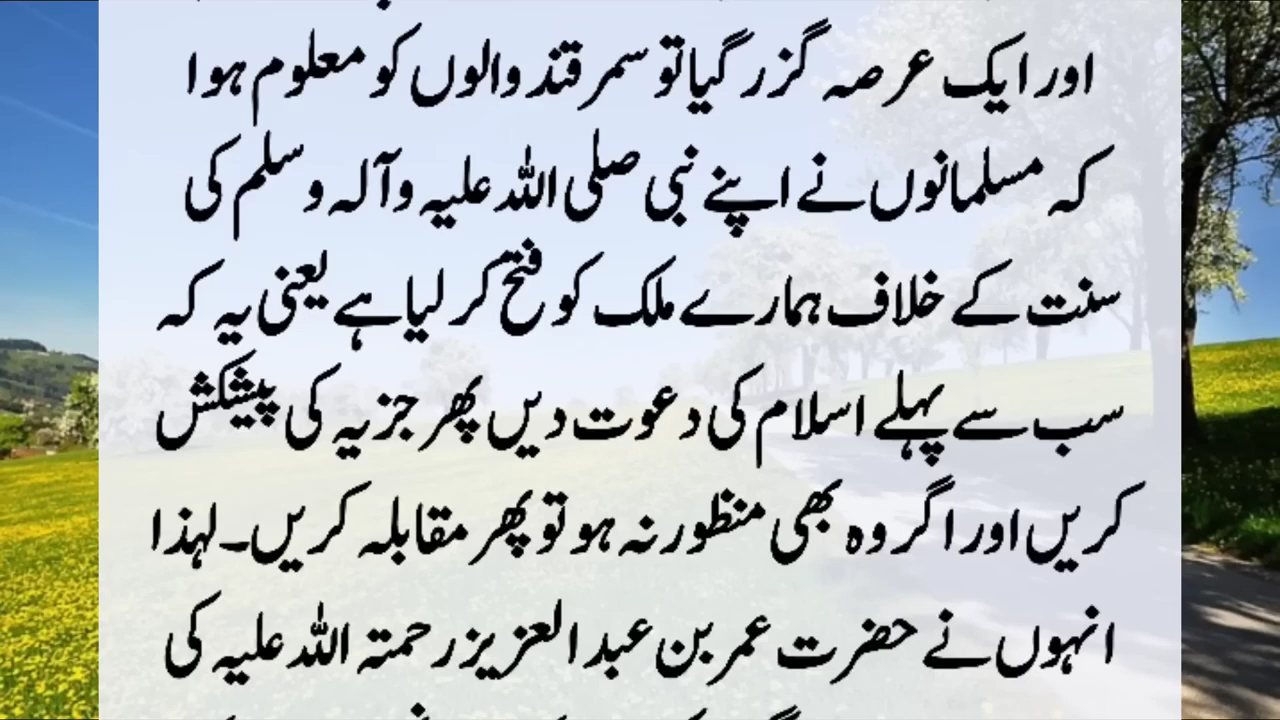 اور ایک عرصہ گزر گیا تو سمر قند والوں کو معلوم ہوا
کہ مسلمانوں نے اپنے نبی صلی اللہ علیہ وآلہ وسلم کی
سنت کے خلاف ہمارے ملک کو فتح کر لیا ہے یعنی یہ کہ
سب سے پہلے اسلام کی دعوت دیں پھر جزیہ کی پیشکش
کریں اور اگر وہ بھی منظور نہ ہو تو پھر مقابلہ کریں۔ لہذا
انہوں نے حضرت عمر بن عبد العزیز رحمتہ اللہ علیہ کی